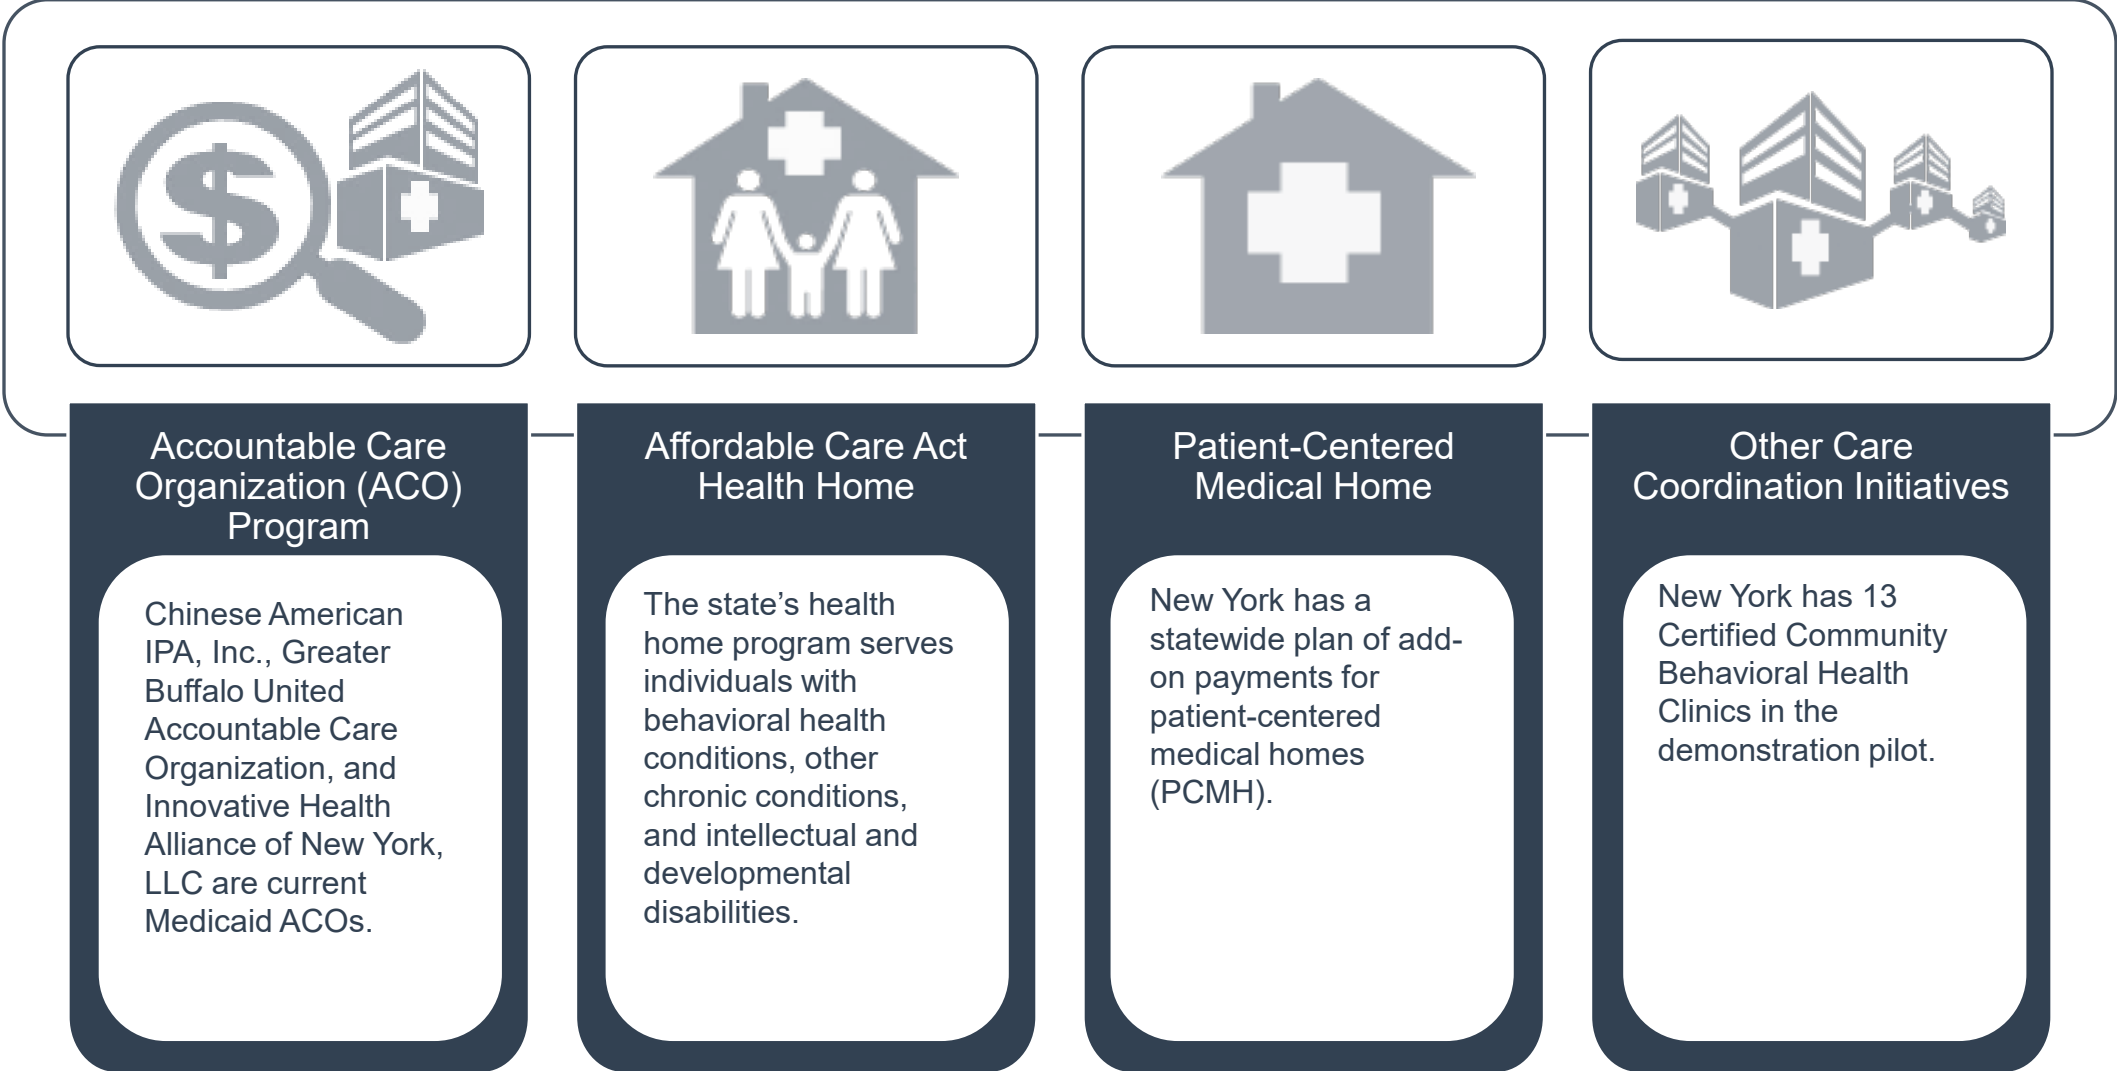 $
Accountable Care
Organization (ACO)
Program
Chinese American
IPA, Inc., Greater
Buffalo United
Accountable Care
Organization, and
Innovative Health
Alliance of New York,
LLC are current
Medicaid ACOs.
Affordable Care Act
Health Home
The state’s health
home program serves
individuals with
behavioral health
conditions, other
chronic conditions,
and intellectual and
developmental
disabilities.
Patient-Centered
Medical Home
New York has a
statewide plan of add-
on payments for
patient-centered
medical homes
(PCMH).
Other Care
Coordination Initiatives
New York has 13
Certified Community
Behavioral Health
Clinics in the
demonstration pilot.